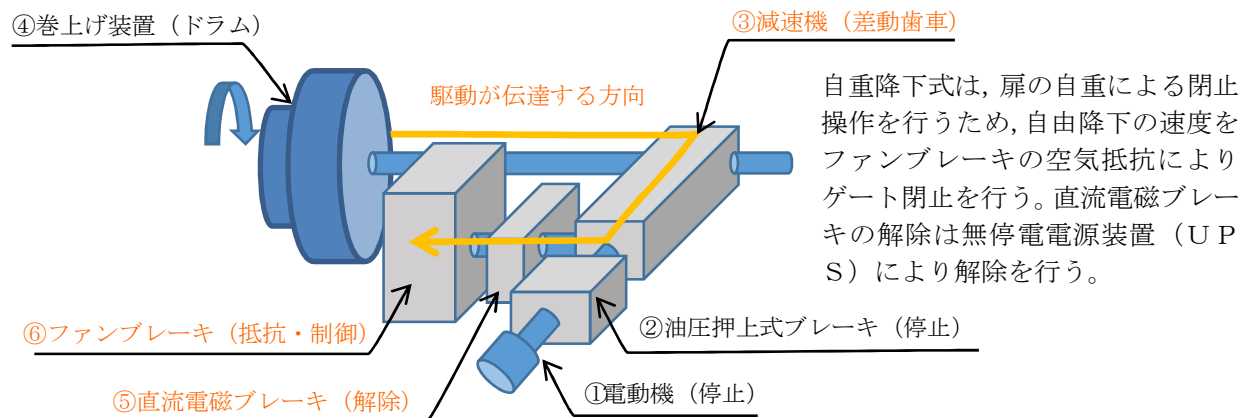 ④巻上げ装置（ドラム）
③減速機（差動歯車）
駆動が伝達する方向
自重降下式は，扉の自重による閉止
操作を行うため，自由降下の速度を
ファンブレーキの空気抵抗により
ゲート閉止を行う。直流電磁ブレー
キの解除は無停電電源装置（ＵＰ
Ｓ）により解除を行う。
⑥ファンブレーキ（抵抗・制御）
②油圧押上式ブレーキ（停止）
⑤直流電磁ブレーキ（解除）
①電動機（停止）